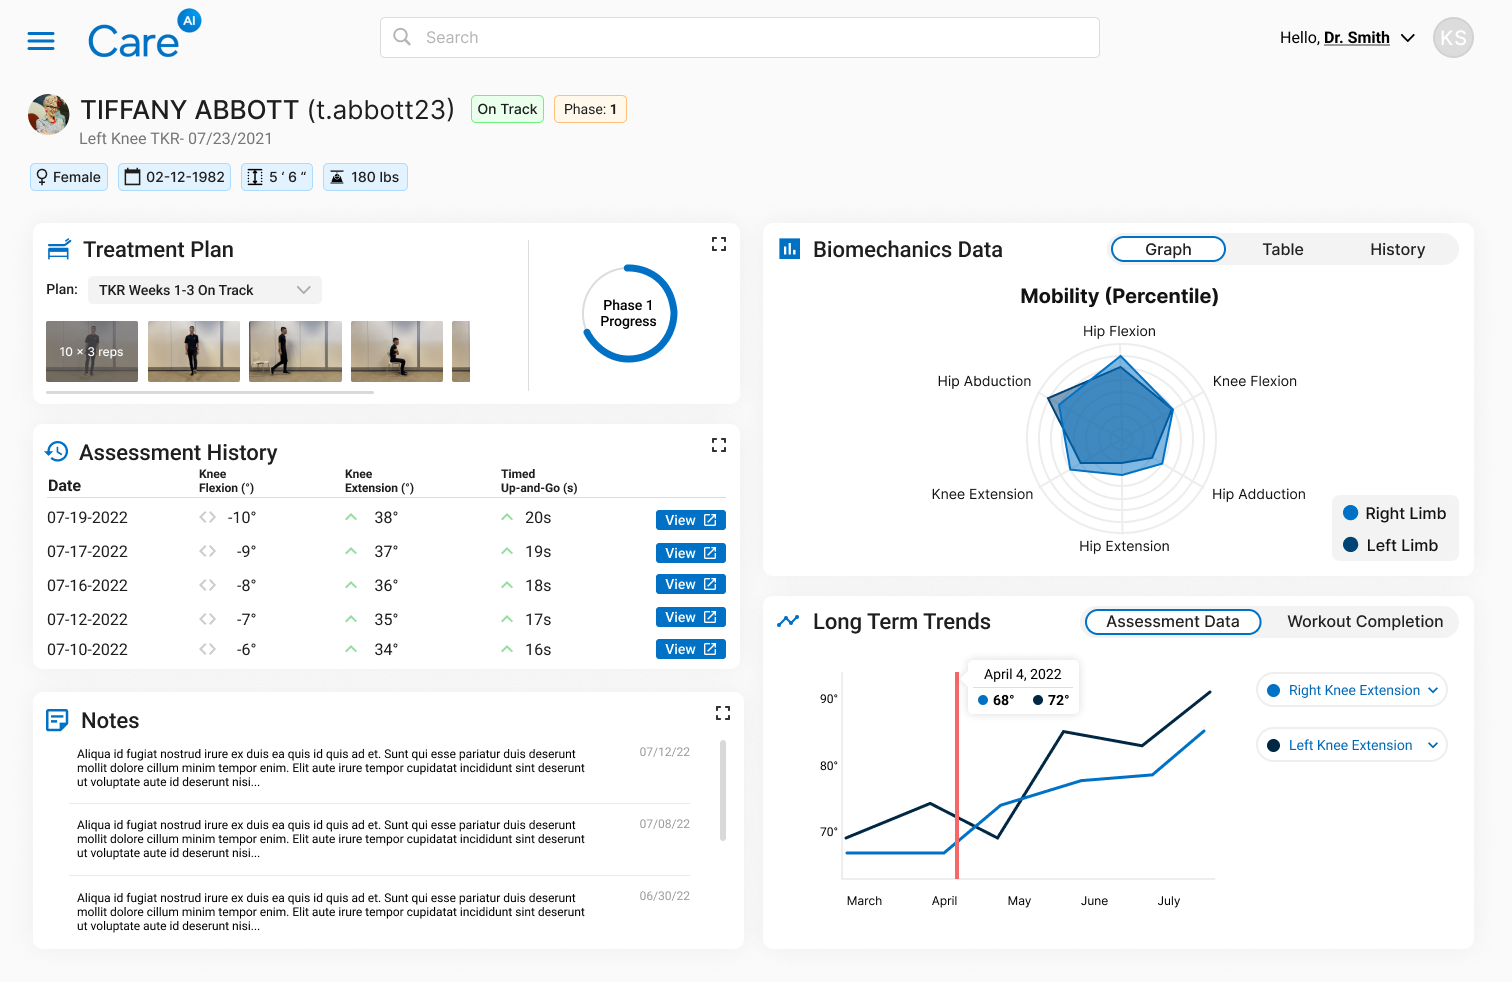 Care AI
Search
Hello, Dr. Smith
KS
TIFFANY ABBOTT (t.abbott23)
On Track
Phase: 1
Left Knee TKR- 07/23/2021
Female
02-12-1982
5 ‘ 6 “
180 lbs
Treatment Plan
Plan:
TKR Weeks 1-3 On Track
10 × 3 reps
Phase 1
Progress
Assessment History
Date
Knee
Flexion (°)
Knee
Extension (°)
Timed
Up-and-Go (s)
07-19-2022 -10° 38° 20s View
07-17-2022 -9° 37° 19s View
07-16-2022 -8° 36° 18s View
07-12-2022 -7° 35° 17s View
07-10-2022 -6° 34° 16s View
Notes
Aliqua id fugiat nostrud irure ex duis ea quis id quis ad et. Sunt qui esse pariatur duis deserunt
mollit dolore cillum minim tempor enim. Elit aute irure tempor cupidatat incididunt sint deserunt
ut voluptate aute id deserunt nisi...
07/12/22
Aliqua id fugiat nostrud irure ex duis ea quis id quis ad et. Sunt qui esse pariatur duis deserunt
mollit dolore cillum minim tempor enim. Elit aute irure tempor cupidatat incididunt sint deserunt
ut voluptate aute id deserunt nisi...
07/08/22
Aliqua id fugiat nostrud irure ex duis ea quis id quis ad et. Sunt qui esse pariatur duis deserunt
mollit dolore cillum minim tempor enim. Elit aute irure tempor cupidatat incididunt sint deserunt
ut voluptate aute id deserunt nisi...
06/30/22
Biomechanics Data
Graph
Table
History
Mobility (Percentile)
Hip Flexion
Hip Abduction
Knee Flexion
Knee Extension
Hip Adduction
Hip Extension
Right Limb
Left Limb
Long Term Trends
Assessment Data
Workout Completion
April 4, 2022
68° 72°
90°
80°
70°
March April May June July
Right Knee Extension
Left Knee Extension